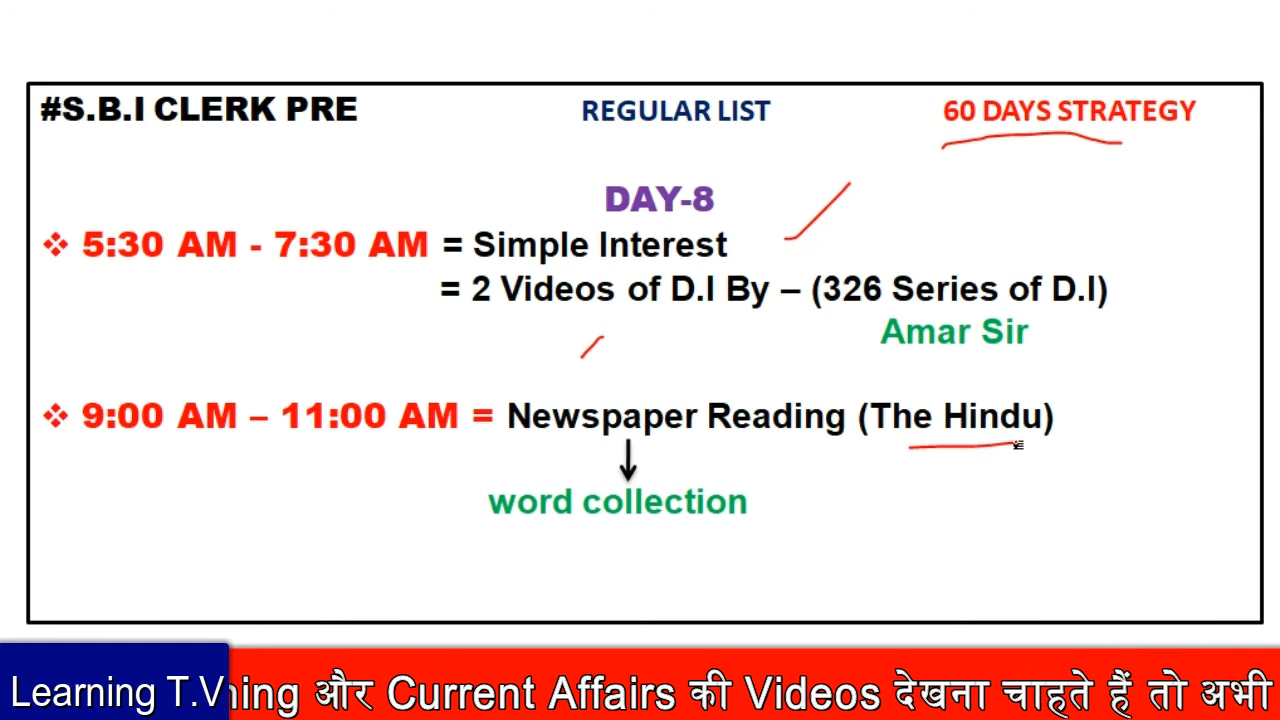 #S.B.I CLERK PRE REGULAR LIST 60 DAYS STRATEGY
DAY-8
❖ 5:30 AM - 7:30 AM = Simple Interest
= 2 Videos of D.I By – (326 Series of D.I)
Amar Sir
❖ 9:00 AM – 11:00 AM = Newspaper Reading (The Hindu)
word collection
Learning T.V ning और Current Affairs की Videos देखना चाहते हैं तो अभी